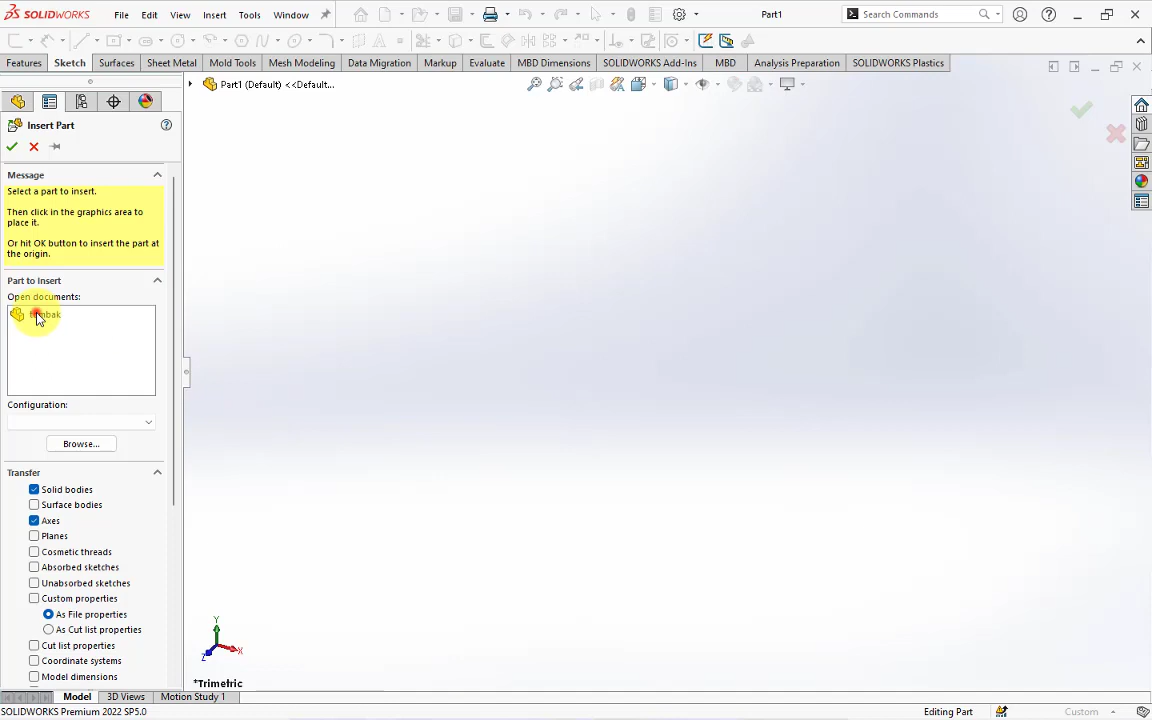 SOLIDWORKS File Edit View Insert Tools Window Part1 Search Commands
Features Sketch Surfaces Sheet Metal Mold Tools Mesh Modeling Data Migration Markup Evaluate MBD Dimensions SOLIDWORKS Add-Ins MBD Analysis Preparation SOLIDWORKS Plastics
Part1 (Default) <<Default...
Insert Part
Message
Select a part to insert.
Then click in the graphics area to
place it.
Or hit OK button to insert the part at
the origin.
Part to Insert
Open documents:
Configuration:
Browse...
Transfer
Solid bodies
Surface bodies
Axes
Planes
Cosmetic threads
Absorbed sketches
Unabsorbed sketches
Custom properties
As File properties
As Cut list properties
Cut list properties
Coordinate systems
Model dimensions
Y
X
Z
*Trimetric
Model 3D Views Motion Study 1
SOLIDWORKS Premium 2022 SP5.0 Editing Part Custom